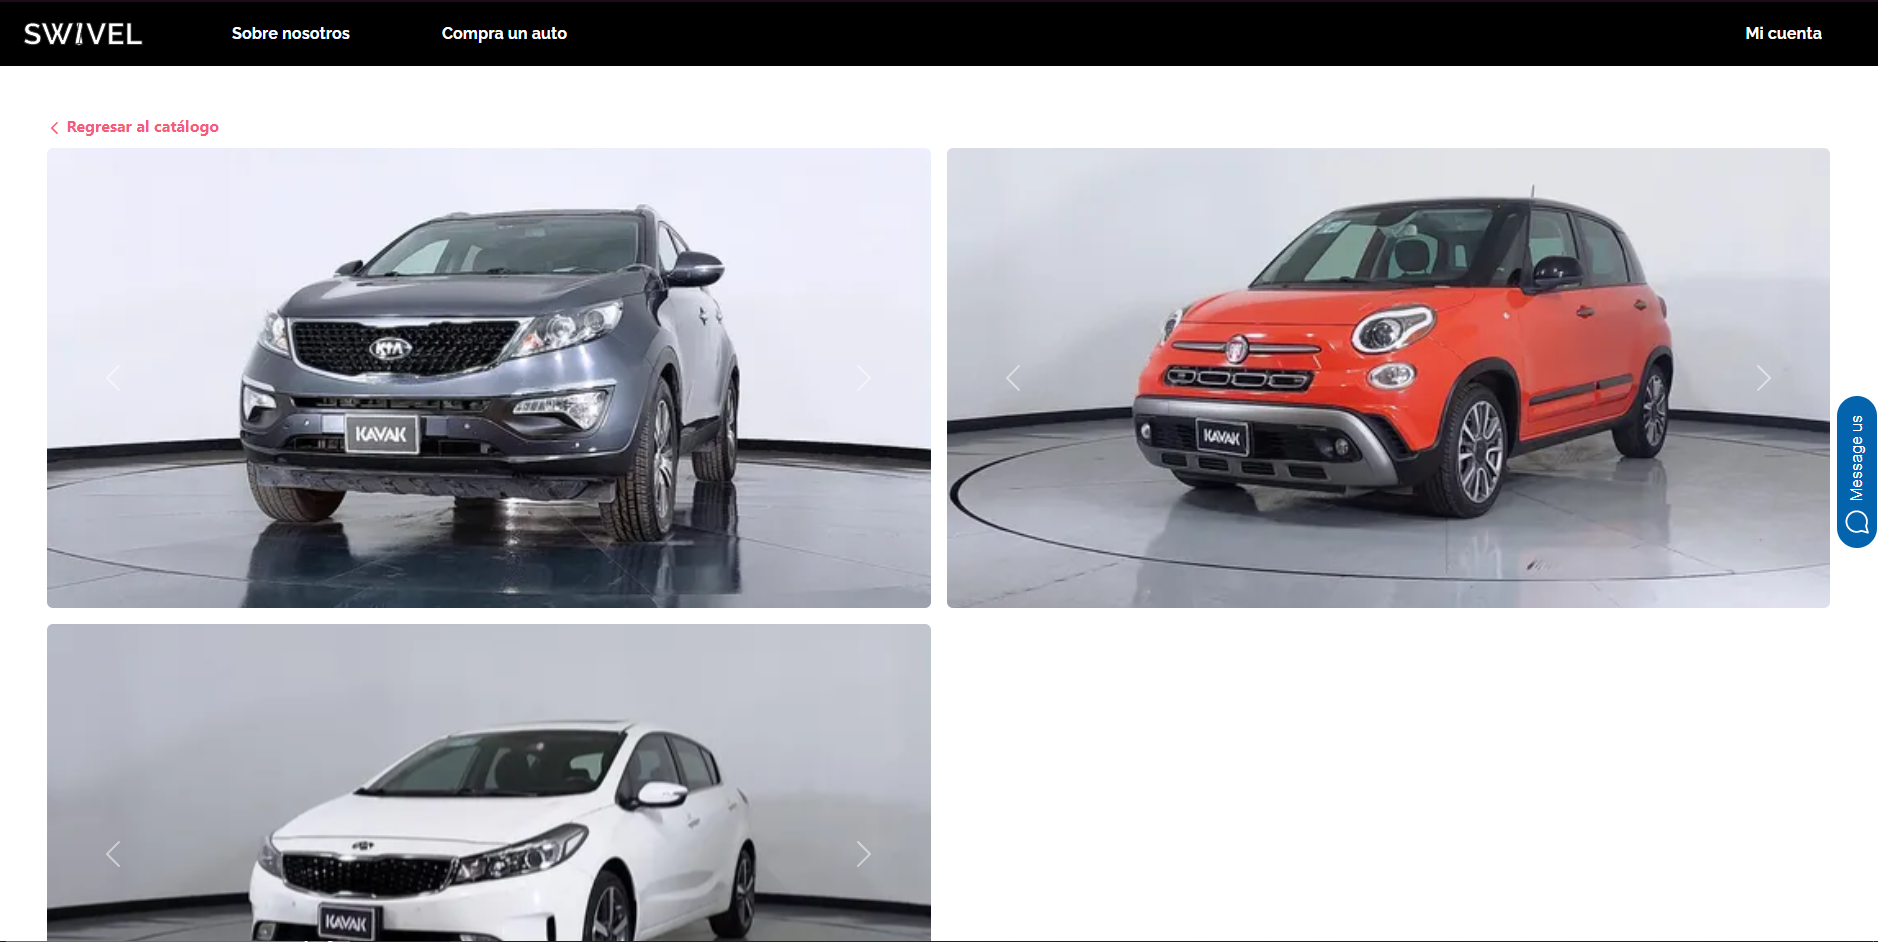 SWIVEL
Sobre nosotros
Compra un auto
Mi cuenta
Regresar al catálogo
KIA
KAVAK
KAVAK
Message us
KAVAK